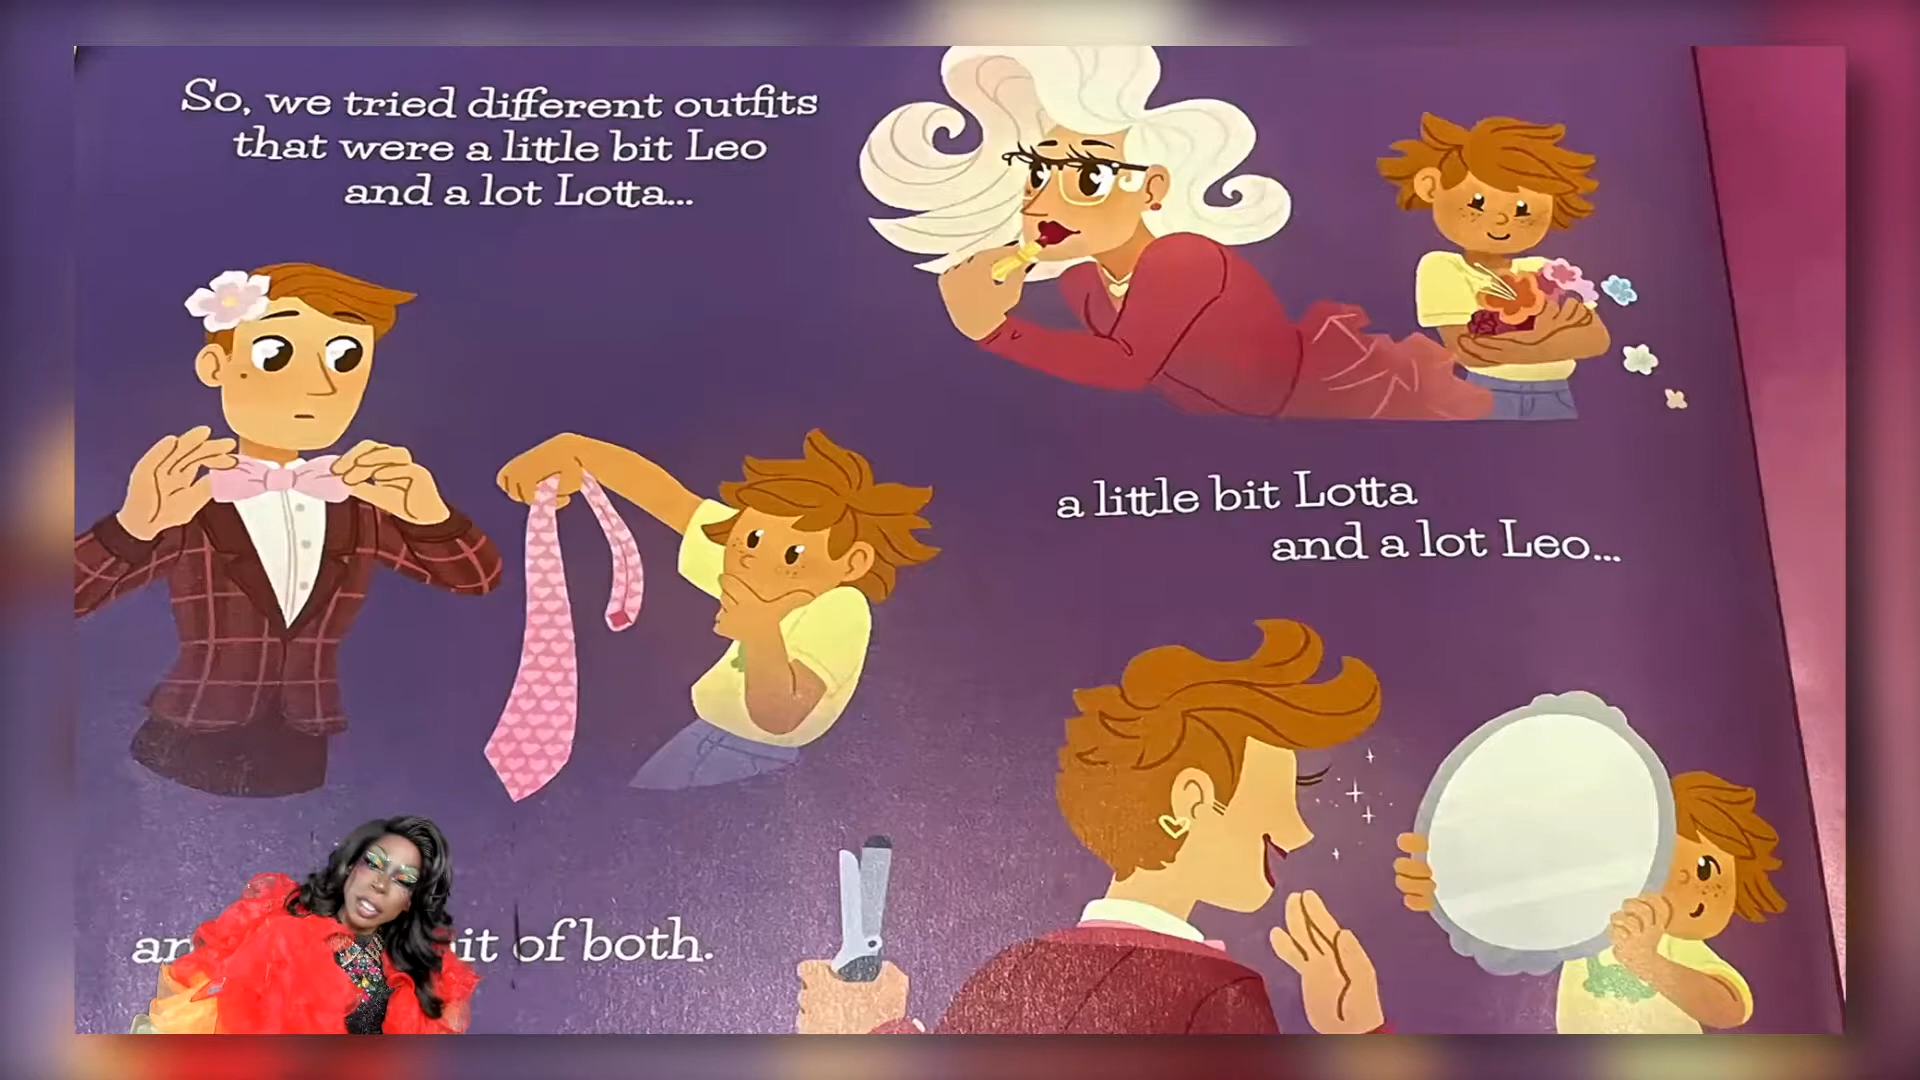 So, we tried different outfits
that were a little bit Leo
and a lot Lotta...
a little bit Lotta
and a lot Leo...
of both.